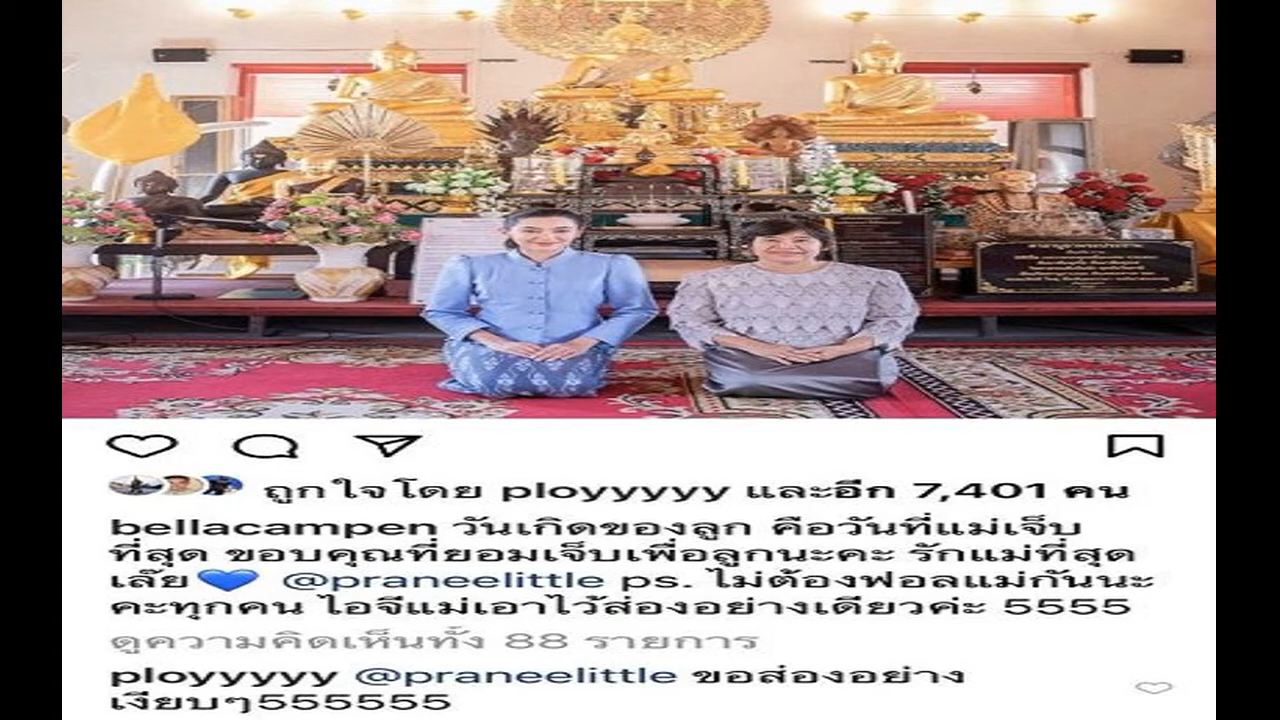 ถูกใจโดย ployyyyy และอีก 7,401 คน
bellacampen วันเกิดของลูก คือวันที่แม่เจ็บ
ที่สุด ขอบคุณที่ยอมเจ็บเพื่อลูกนะคะ รักแม่ที่สุด
เล๊ย💙 @praneelittle ps. ไม่ต้องฟอลแม่กันนะ
คะทุกคน ไอจีแม่เอาไว้ส่องอย่างเดียวค่ะ 5555
ดูความคิดเห็นทั้ง 88 รายการ
ployyyyy @praneelittle ขอส่องอย่าง
เงียบๆ555555